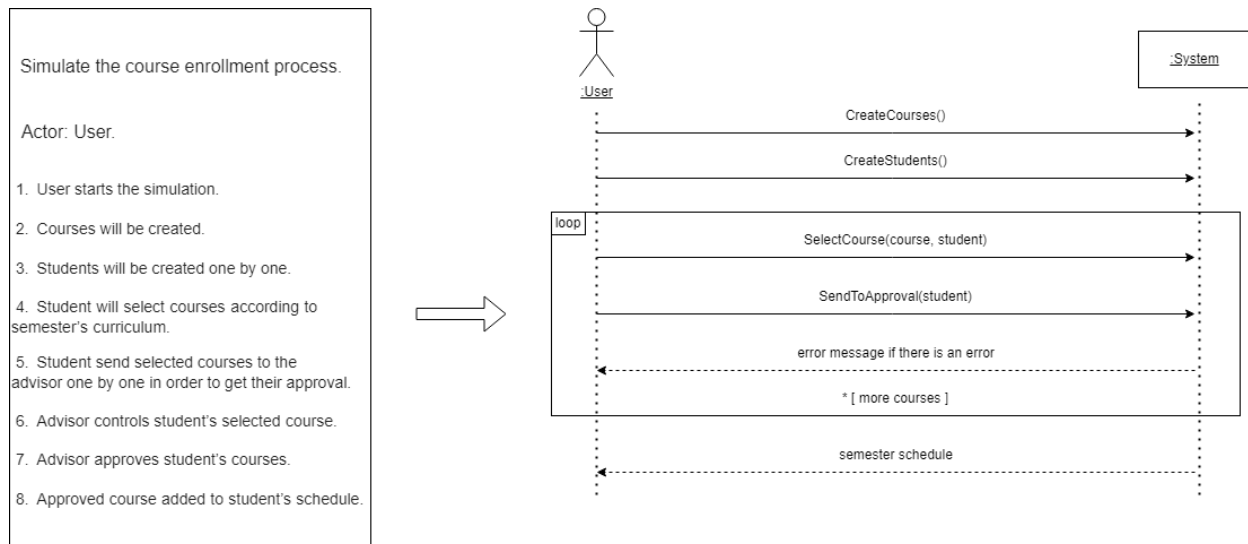 Simulate the course enrollment process.
Actor: User.
1. User starts the simulation.
2. Courses will be created.
3. Students will be created one by one.
4. Student will select courses according to
semester's curriculum.
5. Student send selected courses to the
advisor one by one in order to get their approval.
6. Advisor controls student's selected course.
7. Advisor approves student's courses.
8. Approved course added to student's schedule.
:User
:System
CreateCourses()
CreateStudents()
loop
SelectCourse(course, student)
SendToApproval(student)
error message if there is an error
* [ more courses ]
semester schedule